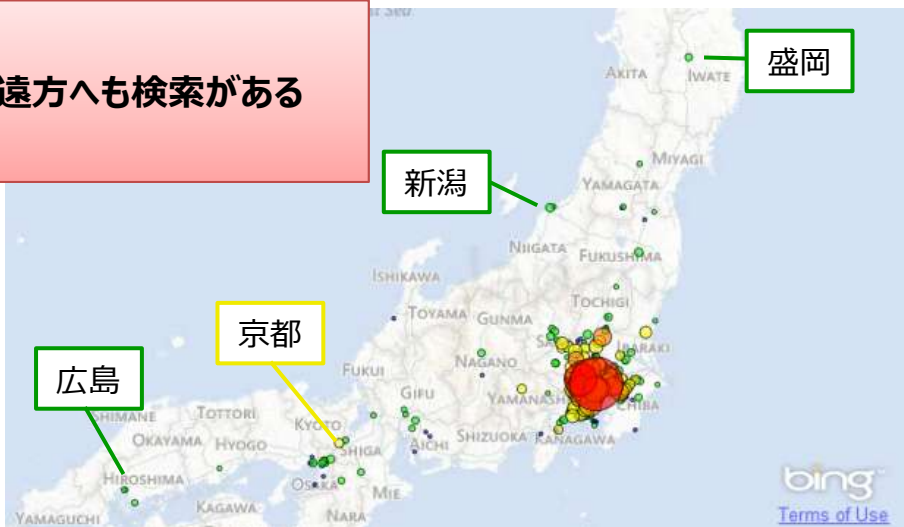 遠方へも検索がある
盛岡
AKITA
IWATE
新潟
MIYAGI
YAMAGATA
NIIGATA
FUKUSHIMA
ISHIKAWA
TOCHIGI
TOYAMA
GUNMA
京都
IBARAKI
NAGANO
FUKUI
広島
GIFU
YAMANASHI
CHIBA
SHIMANE
TOTTORI
KYOTO
OKAYAMA
HYOGO
SHIGA
AICHI
SHIZUOKA
KANAGAWA
HIROSHIMA
OSAKA
MIE
bing
YAMAGUCHI
KAGAWA
NARA
Terms of Use